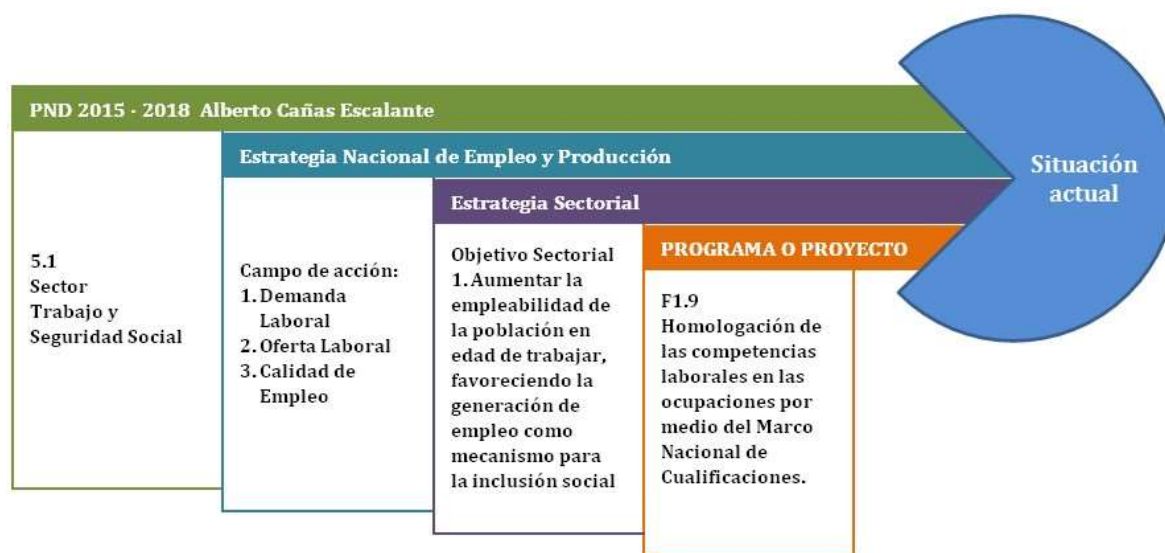 PND 2015 - 2018 Alberto Cañas Escalante
5.1
Sector
Trabajo y
Seguridad Social
Estrategia Nacional de Empleo y Producción
Campo de acción:
1. Demanda
Laboral
2. Oferta Laboral
3. Calidad de
Empleo
Estrategia Sectorial
Objetivo Sectorial
1. Aumentar la
empleabilidad de
la población en
edad de trabajar,
favoreciendo la
generación de
empleo como
mecanismo para
la inclusión social
PROGRAMA O PROYECTO
F1.9
Homologación de
las competencias
laborales en las
ocupaciones por
medio del Marco
Nacional de
Cualificaciones.
Situación
actual